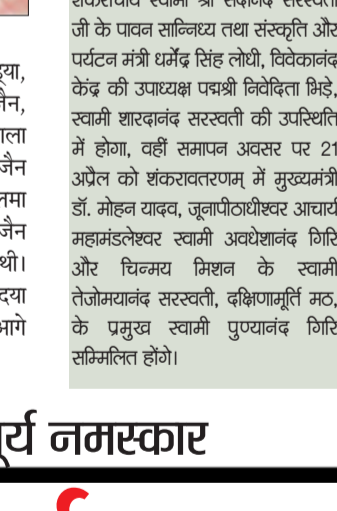 शंकराचार्य स्वामी श्री सदानंद सरस्वती
जी के पावन सान्निध्य तथा संस्कृति और
पर्यटन मंत्री धर्मेंद्र सिंह लोधी, विवेकानंद
केंद्र की उपाध्यक्ष पद्मश्री निवेदिता भिड़े,
स्वामी शारदानंद सरस्वती की उपस्थिति
में होगा, वहीं समापन अवसर पर 21
अप्रैल को शंकरावतरणम् में मुख्यमंत्री
डॉ. मोहन यादव, जूनापीठाधीश्वर आचार्य
महामंडलेश्वर स्वामी अवधेशानंद गिरि
और चिन्मय मिशन के स्वामी
तेजोमयानंद सरस्वती, दक्षिणामूर्ति मठ,
के प्रमुख स्वामी पुण्यानंद गिरि
सम्मिलित होंगे।
जैन
थी।
आगे
नमस्कार